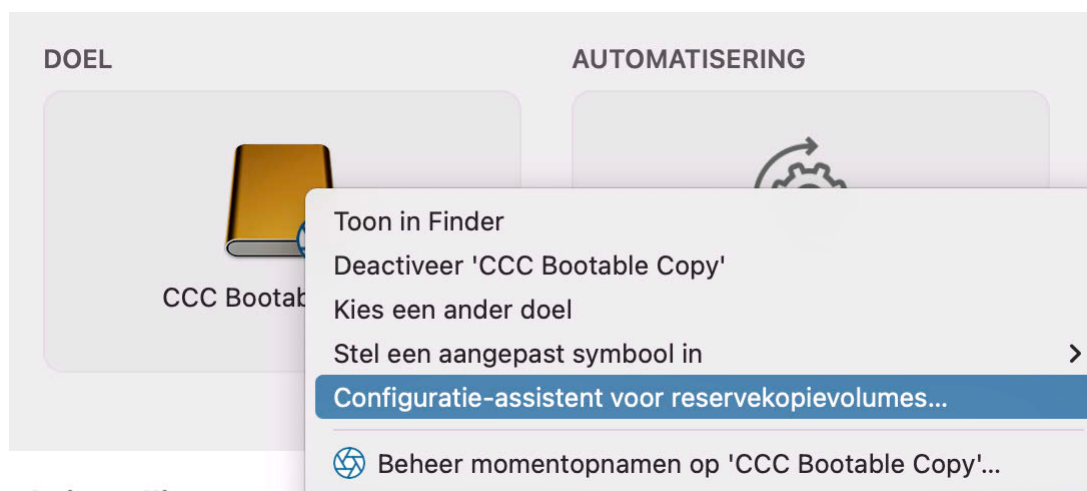 DOEL
AUTOMATISERING
CCC Bootab
Toon in Finder
Deactiveer 'CCC Bootable Copy'
Kies een ander doel
Stel een aangepast symbool in
Configuratie-assistent voor reservekopievolumes...
Beheer momentopnamen op 'CCC Bootable Copy'...